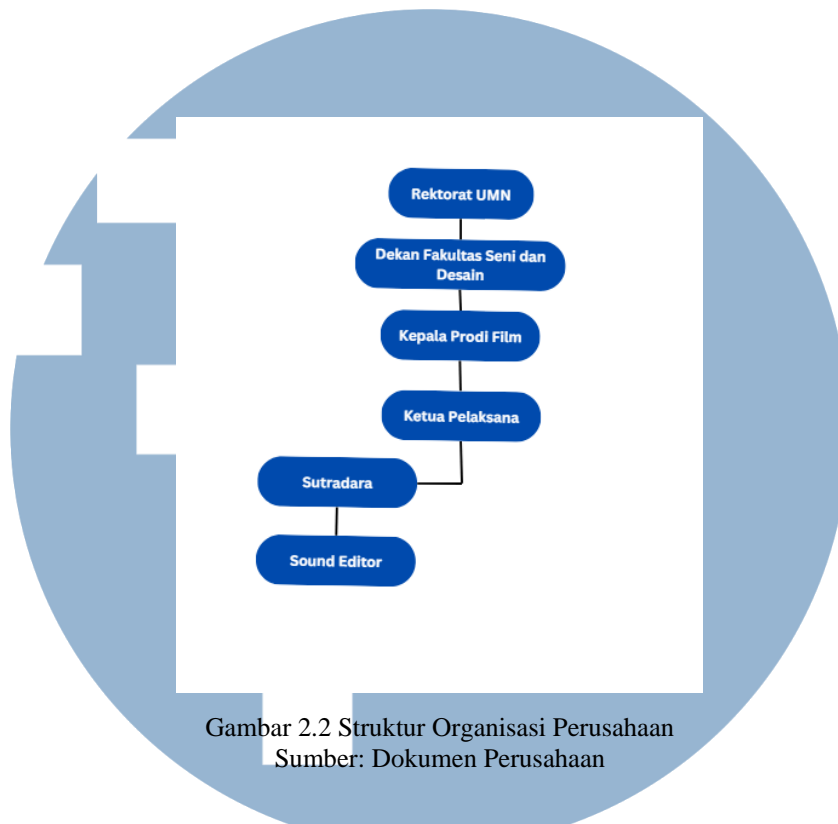 Rektorat UMN
Dekan Fakultas Seni dan
Desain
Kepala Prodi Film
Ketua Pelaksana
Sutradara
Sound Editor
Gambar 2.2 Struktur Organisasi Perusahaan
Sumber: Dokumen Perusahaan